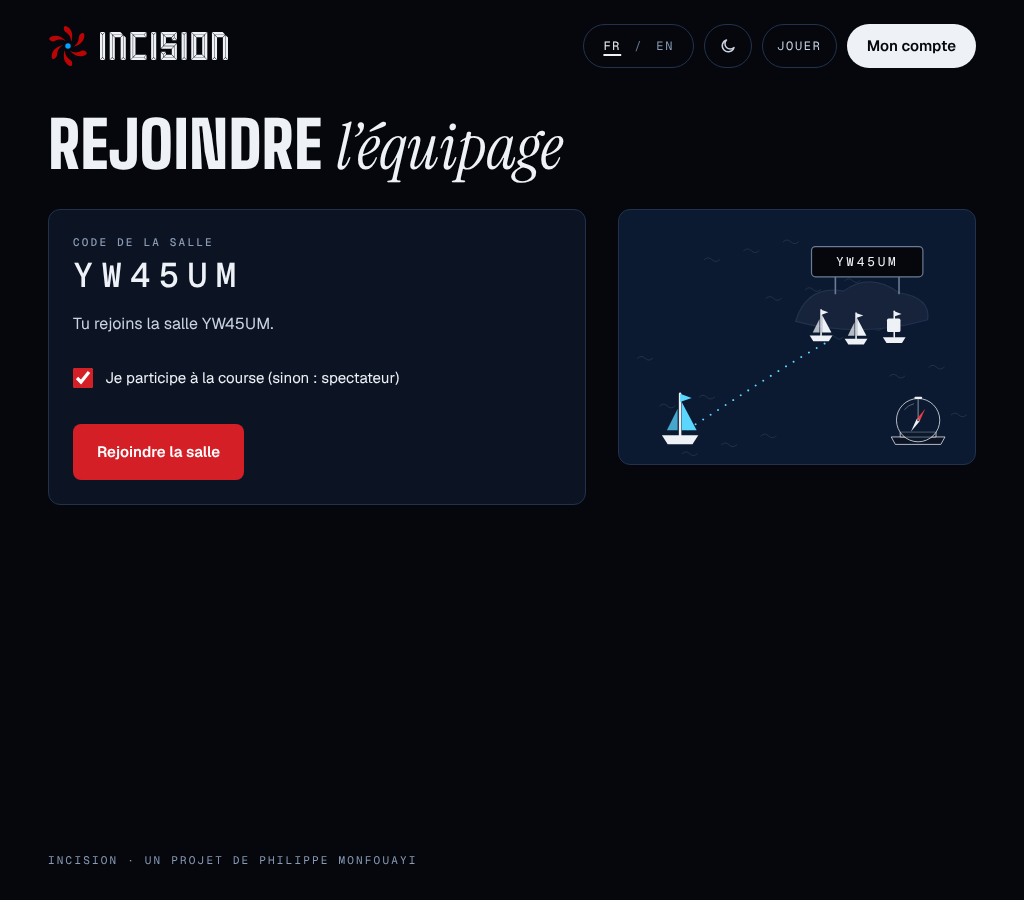 INCISION
FR / EN
JOUER
Mon compte
REJOINDRE l’équipage
CODE DE LA SALLE
YW45UM
Tu rejoins la salle YW45UM.
Je participe à la course (sinon : spectateur)
Rejoindre la salle
YW45UM
INCISION · UN PROJET DE PHILIPPE MONFOUAYI